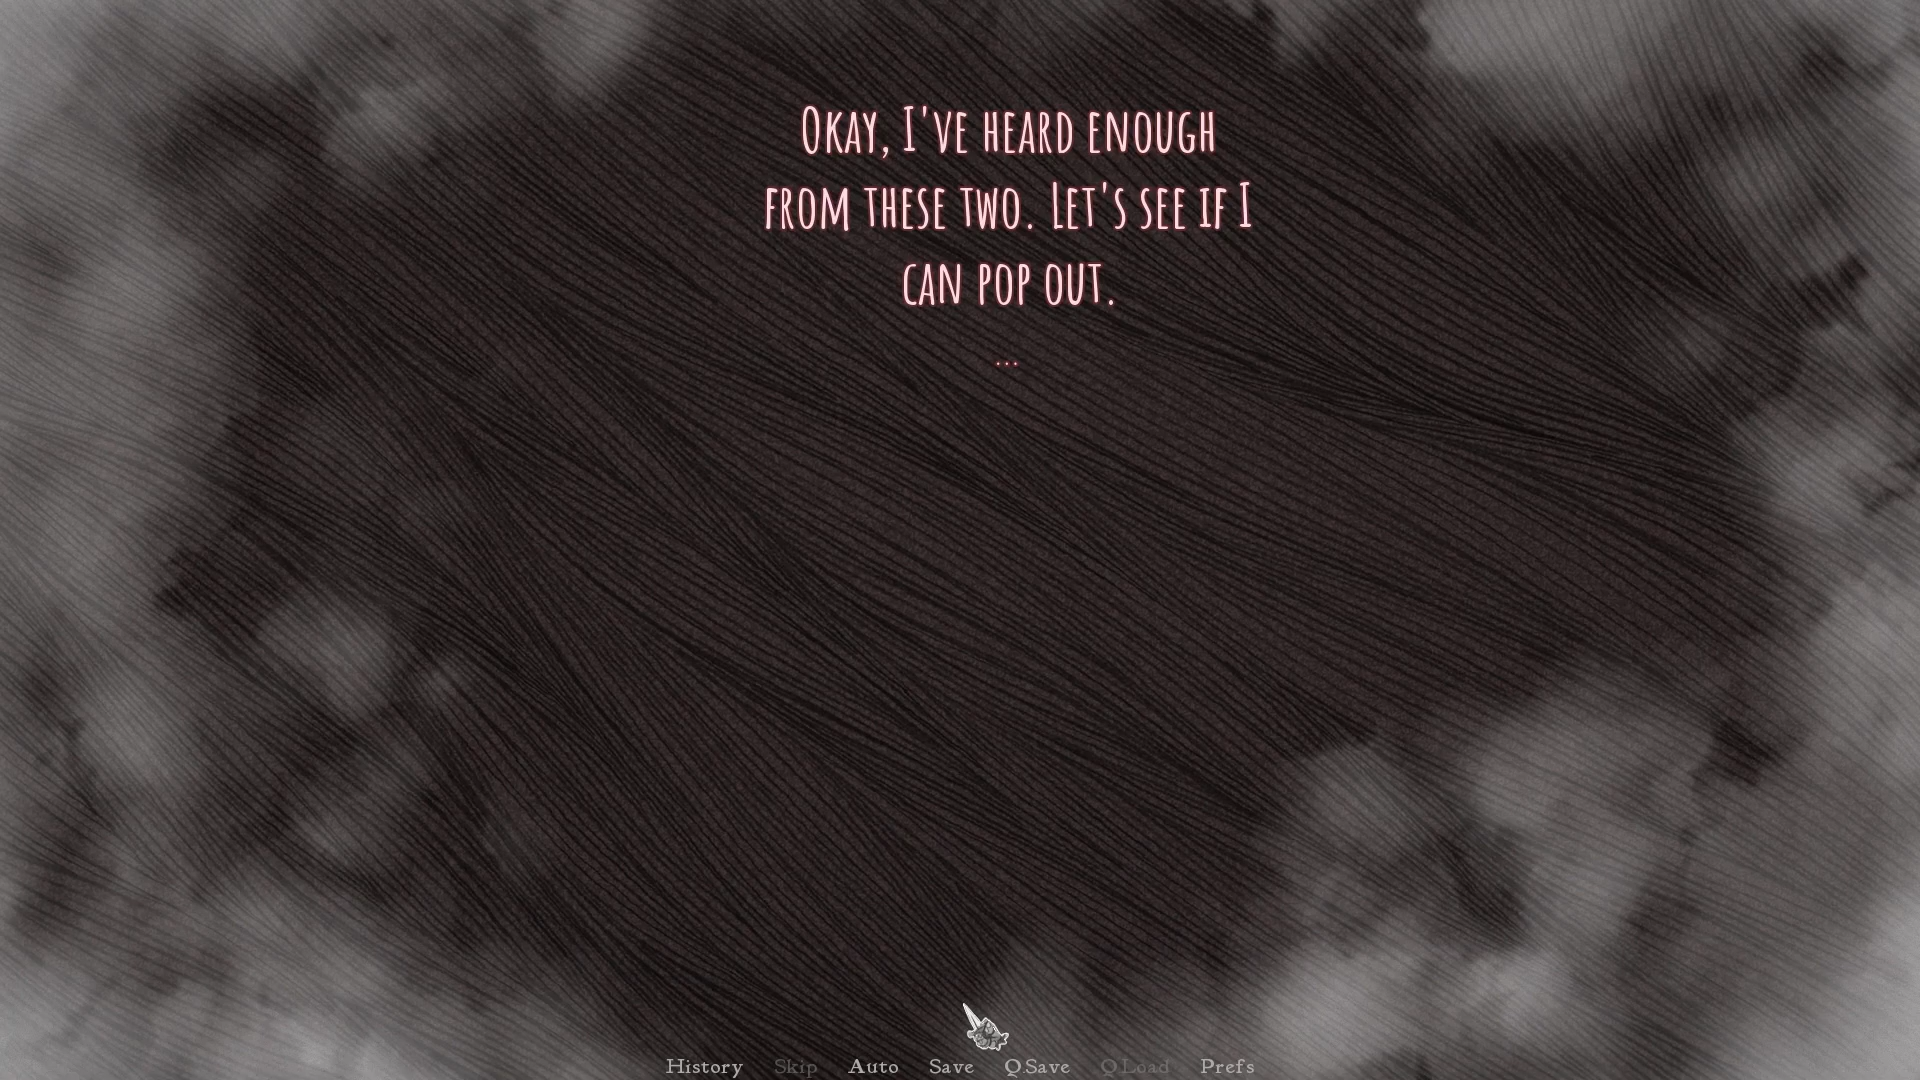 Okay, I've heard enough
from these two. Let's see if I
can pop out.
...
History Skip Auto Save Q.Save Q.Load Prefs